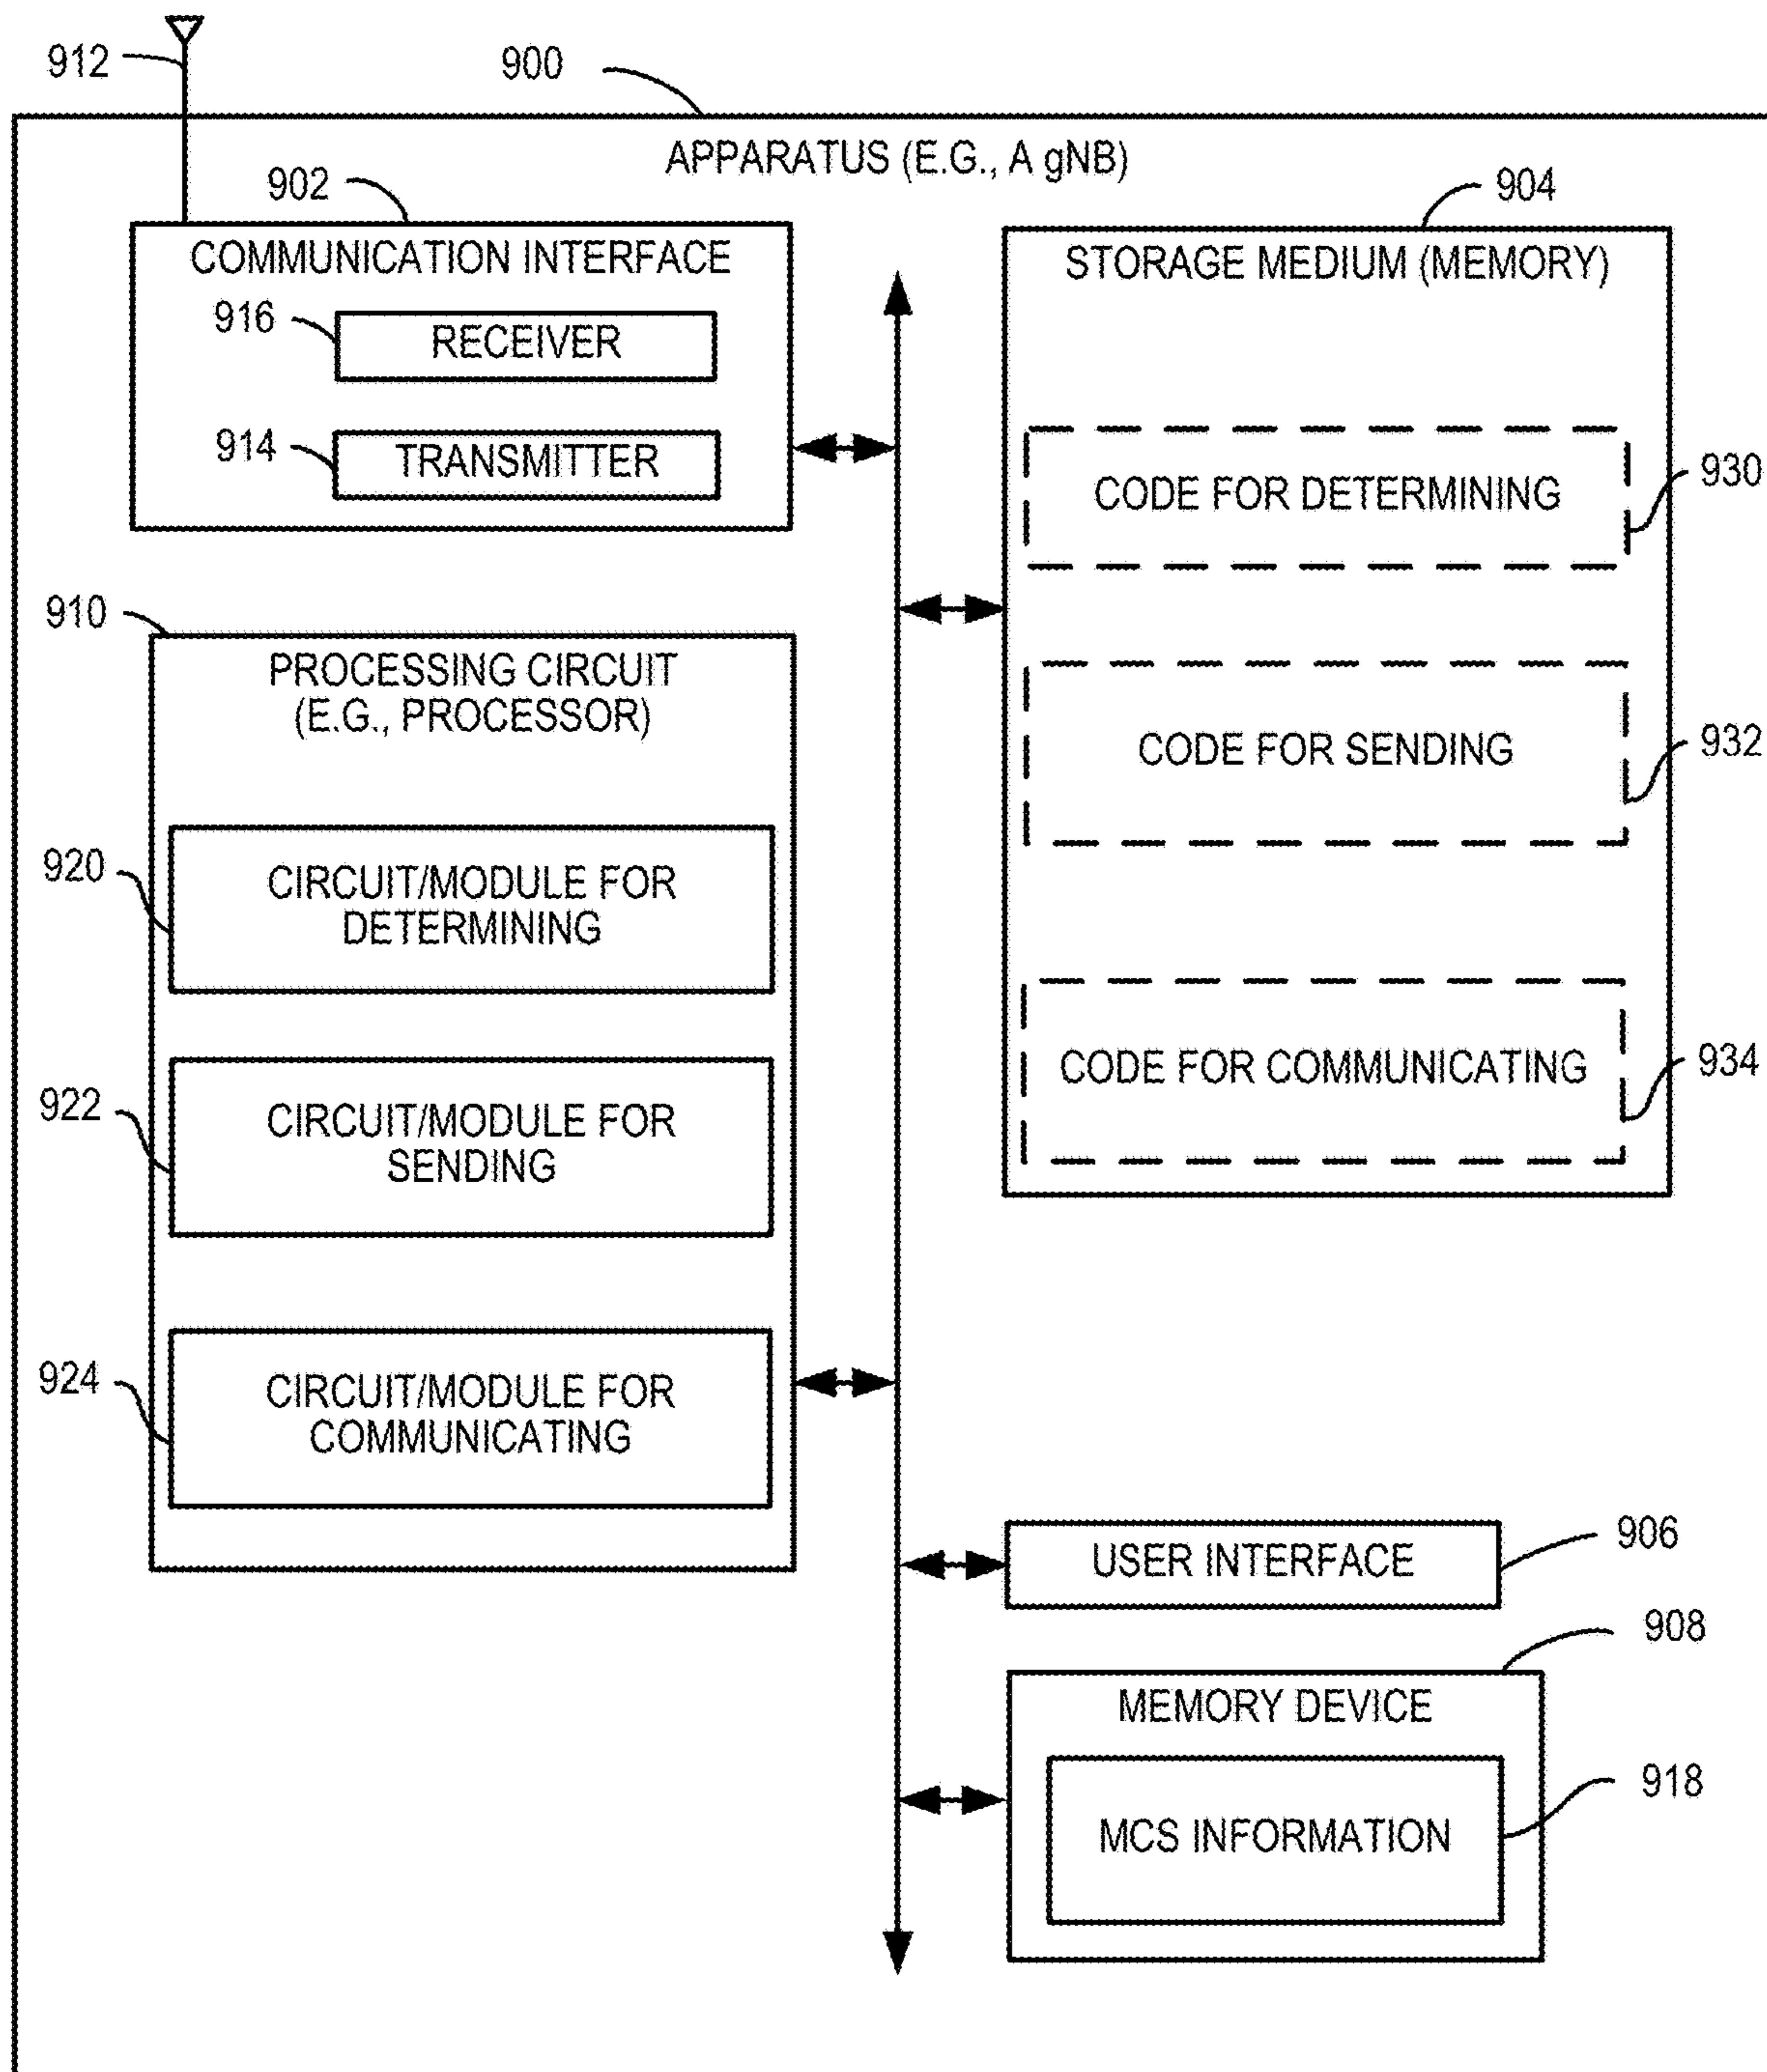 912
900
APPARATUS (E.G., A gNB)
902
904
COMMUNICATION INTERFACE
916
RECEIVER
914
TRANSMITTER
STORAGE MEDIUM (MEMORY)
CODE FOR DETERMINING
930
CODE FOR SENDING
932
CODE FOR COMMUNICATING
934
910
PROCESSING CIRCUIT
(E.G., PROCESSOR)
920
CIRCUIT/MODULE FOR
DETERMINING
922
CIRCUIT/MODULE FOR
SENDING
924
CIRCUIT/MODULE FOR
COMMUNICATING
USER INTERFACE
906
908
MEMORY DEVICE
918
MCS INFORMATION